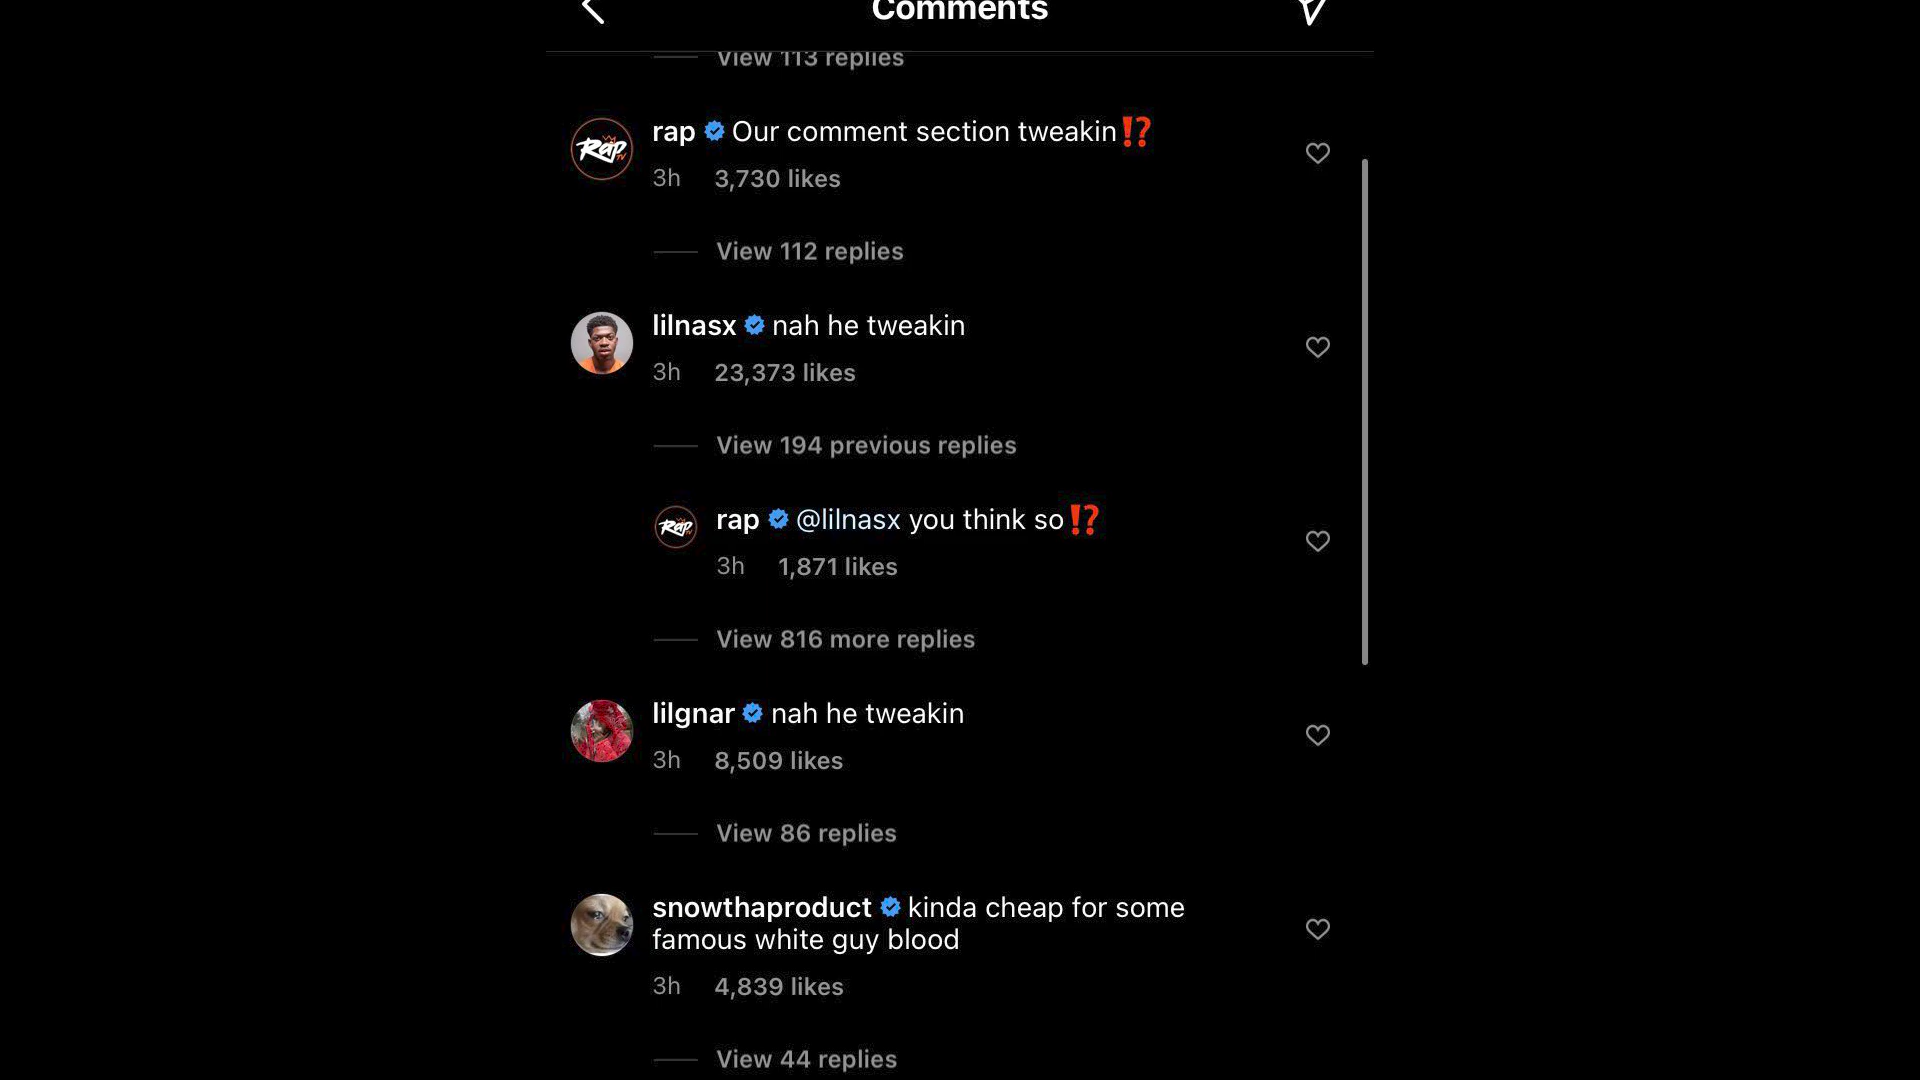 Comments
View 113 replies
rap Our comment section tweakin⁉️
3h 3,730 likes
View 112 replies
lilnasx nah he tweakin
3h 23,373 likes
View 194 previous replies
rap @lilnasx you think so⁉️
3h 1,871 likes
View 816 more replies
lilgnar nah he tweakin
3h 8,509 likes
View 86 replies
snowthaproduct kinda cheap for some
famous white guy blood
3h 4,839 likes
View 44 replies